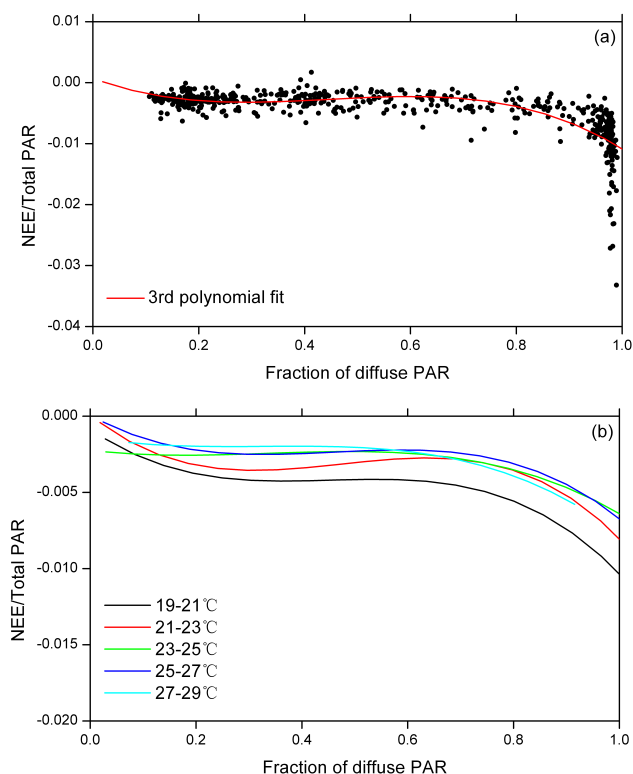 0.01
(a)
0.00
-0.01
-0.02
-0.03
-0.04
NEE/Total PAR
3rd polynomial fit
0.0 0.2 0.4 0.6 0.8 1.0
Fraction of diffuse PAR
0.000
(b)
-0.005
-0.010
-0.015
-0.020
NEE/Total PAR
19-21℃
21-23℃
23-25℃
25-27℃
27-29℃
0.0 0.2 0.4 0.6 0.8 1.0
Fraction of diffuse PAR